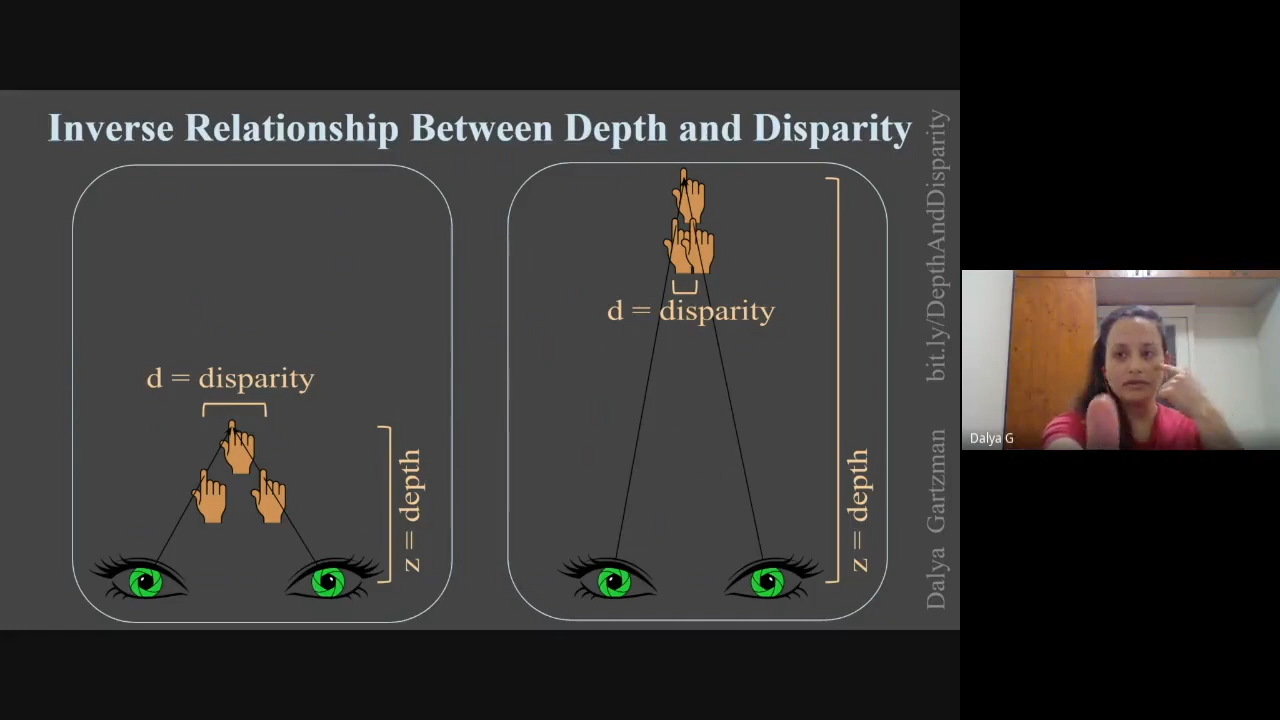 Inverse Relationship Between Depth and Disparity
d = disparity
z = depth
d = disparity
z = depth
Dalya Gartzman bit.ly/DepthAndDisparity
Dalya G